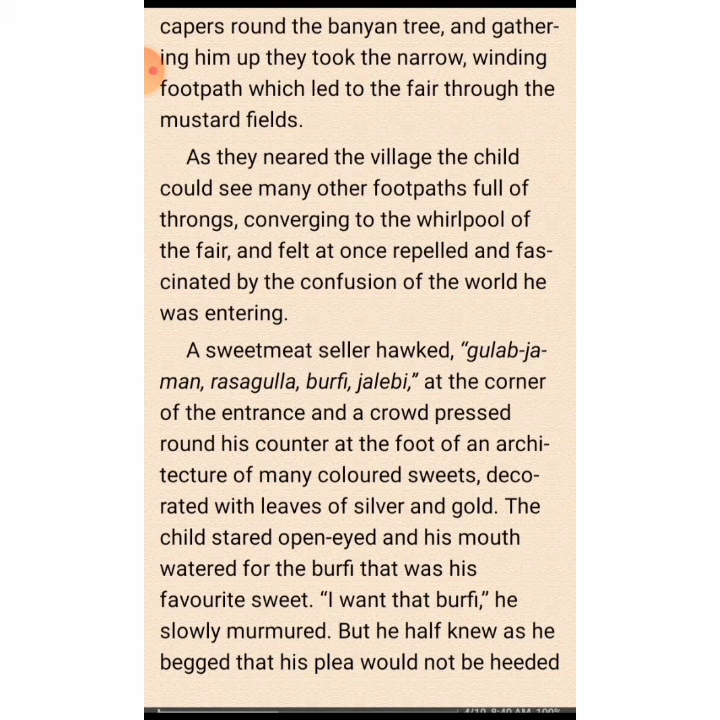 capers round the banyan tree, and gather-
ing him up they took the narrow, winding
footpath which led to the fair through the
mustard fields.
As they neared the village the child
could see many other footpaths full of
throngs, converging to the whirlpool of
the fair, and felt at once repelled and fas-
cinated by the confusion of the world he
was entering.
A sweetmeat seller hawked, “gulab-ja-
man, rasagulla, burfi, jalebi,” at the corner
of the entrance and a crowd pressed
round his counter at the foot of an archi-
tecture of many coloured sweets, deco-
rated with leaves of silver and gold. The
child stared open-eyed and his mouth
watered for the burfi that was his
favourite sweet. “I want that burfi,” he
slowly murmured. But he half knew as he
begged that his plea would not be heeded
4/10 8:40 AM 100%